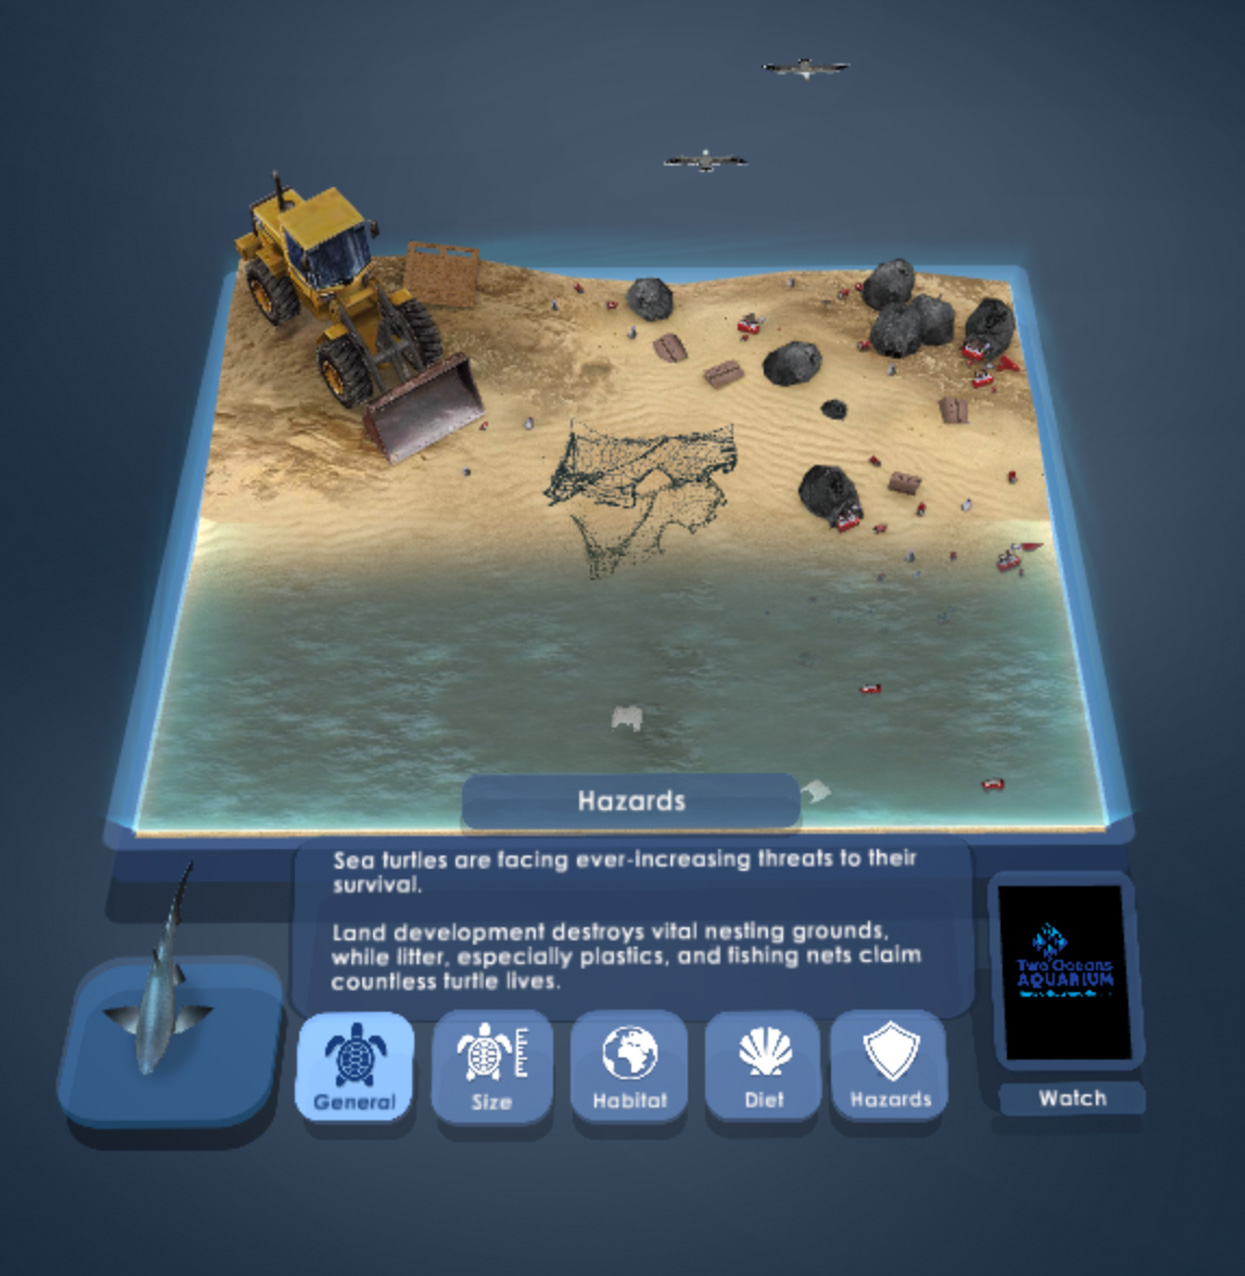 Hazards
Sea turtles are facing ever-increasing threats to their
survival.
Land development destroys vital nesting grounds,
while litter, especially plastics, and fishing nets claim
countless turtle lives.
Two Oceans
AQUARIUM
General
Size
Habitat
Diet
Hazards
Watch